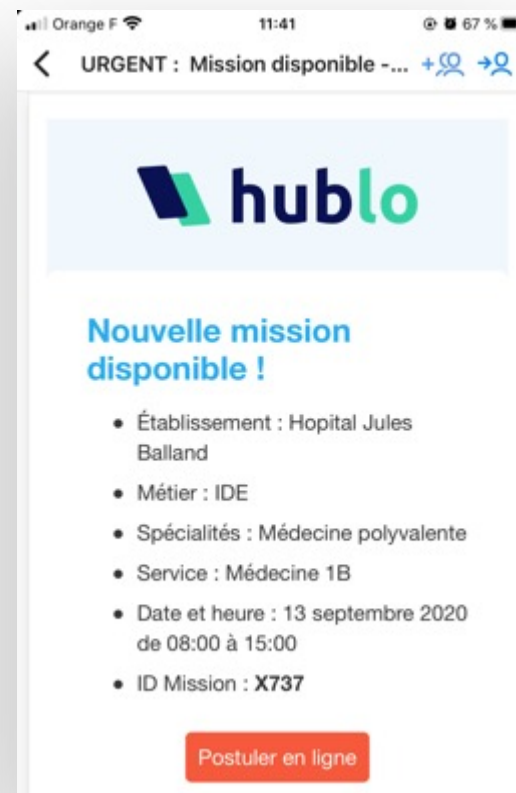 Orange F 11:41 67 %
URGENT : Mission disponible -...
hublo
Nouvelle mission
disponible !
• Établissement : Hopital Jules
Balland
• Métier : IDE
• Spécialités : Médecine polyvalente
• Service : Médecine 1B
• Date et heure : 13 septembre 2020
de 08:00 à 15:00
• ID Mission : X737
Postuler en ligne